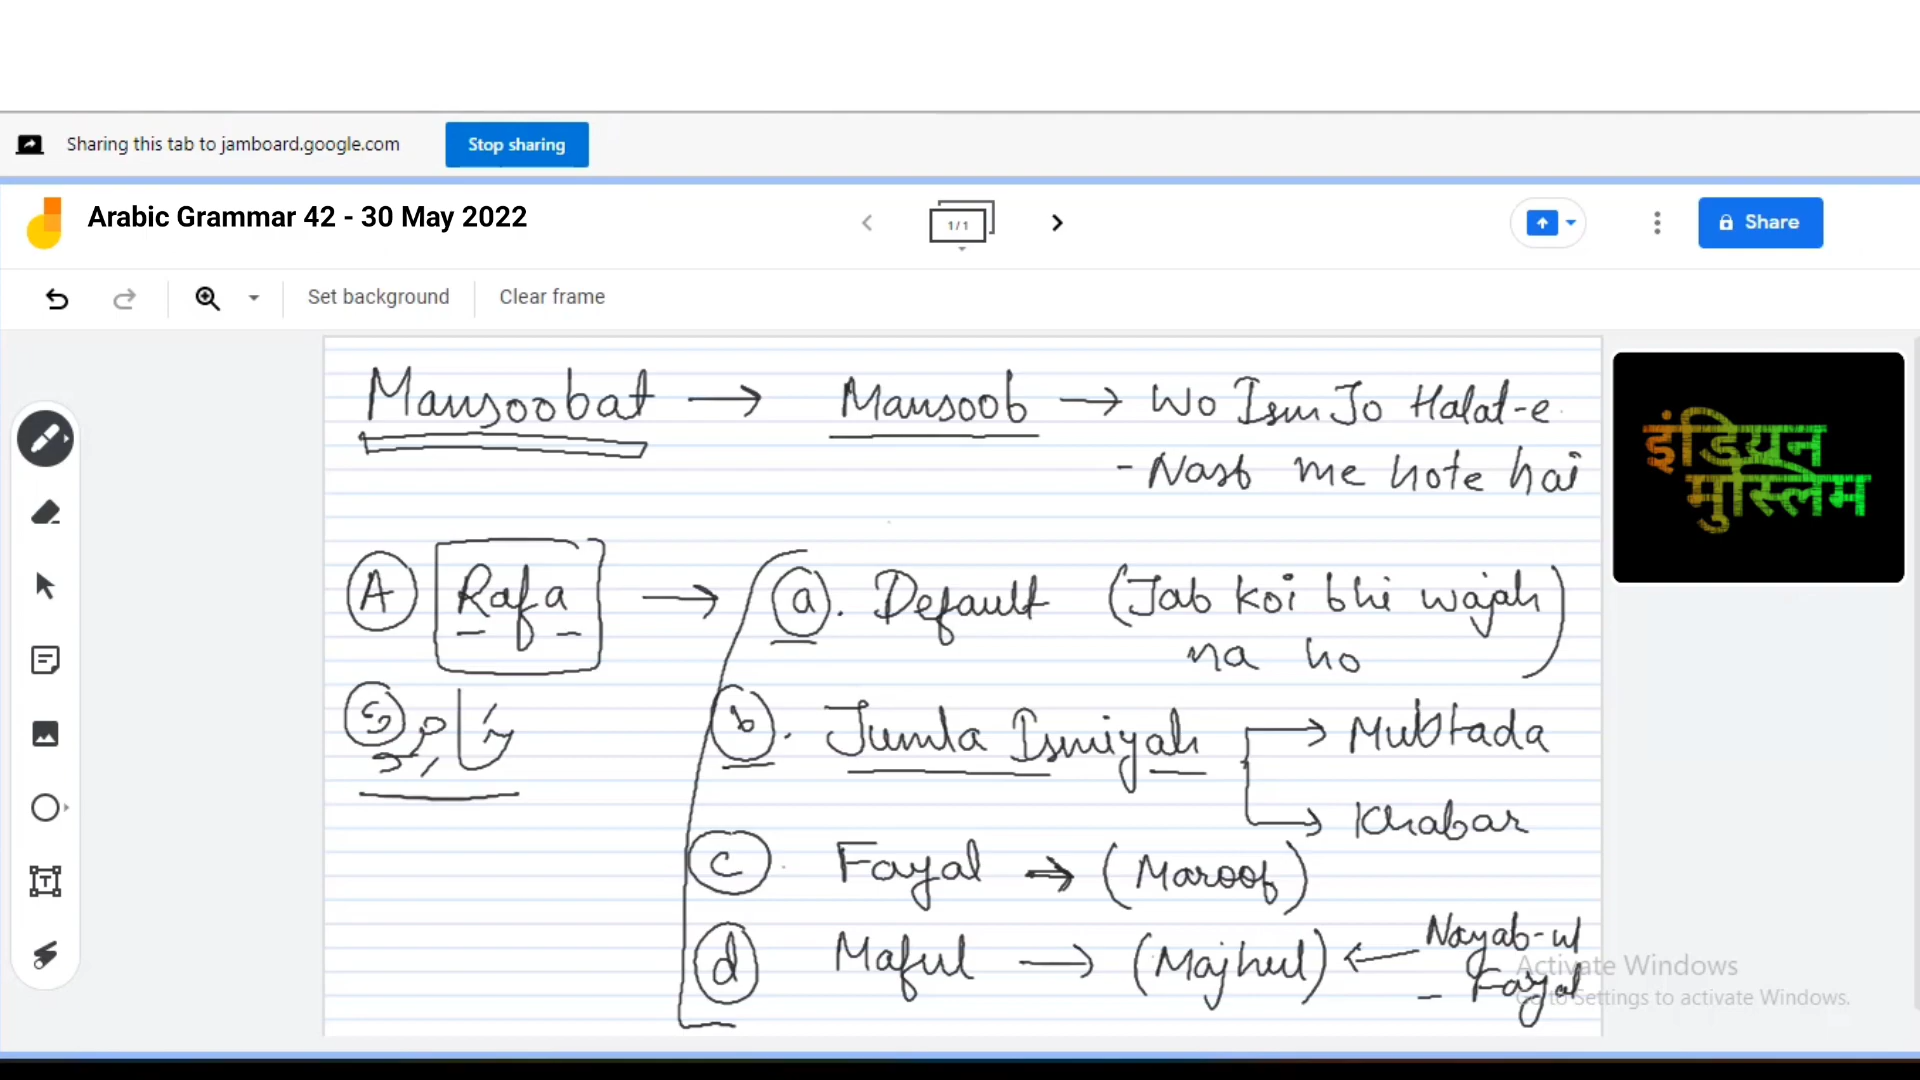 Sharing this tab to jamboard.google.com
Stop sharing
Arabic Grammar 42 - 30 May 2022
1/1
Share
Set background
Clear frame
Mansoobat → Mansoob → Wo Ism Jo Halat-e
- Nasb me hote hai
इंडियन
मुस्लिम
A Rafa → a. Default (Jab koi bhi wajah
na ho
b. Jumla Ismiyah → Mubtada
→ Khabar
c. Fayal → (Maroof)
d Maful → (Majhul) ← Nayab-ul
- Fayal
Activate Windows
Go to Settings to activate Windows.